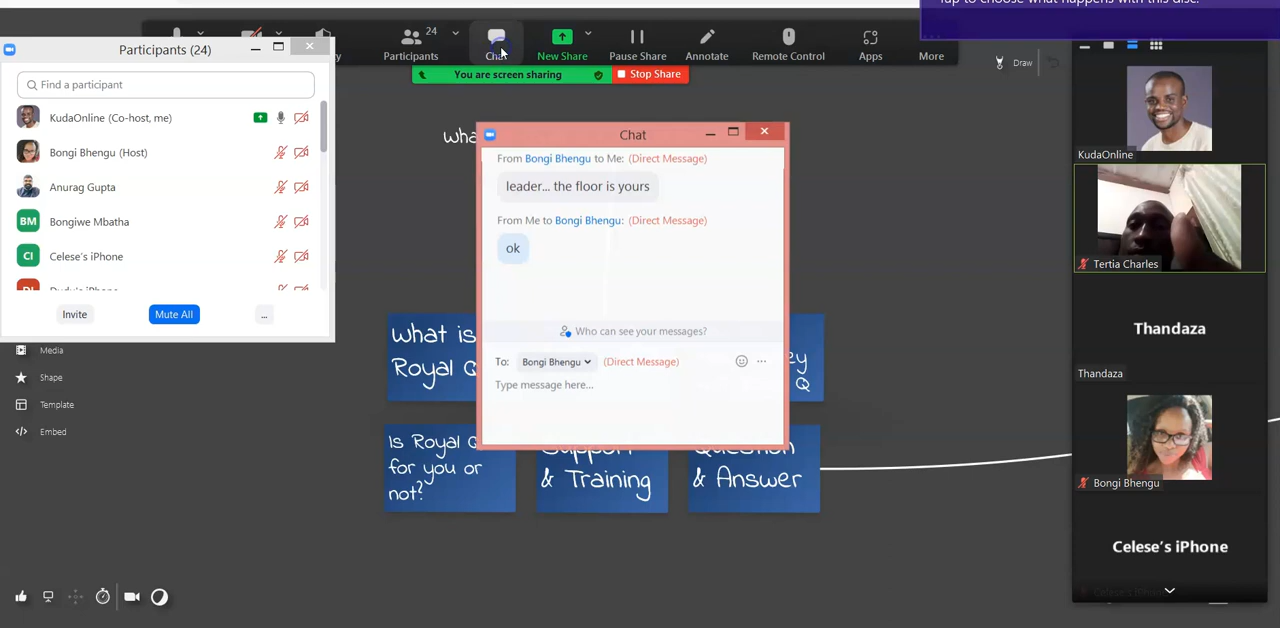 Tap to choose what happens with this disc.
Participants (24)
Find a participant
KudaOnline (Co-host, me)
Bongi Bhengu (Host)
Anurag Gupta
BM
Bongiwe Mbatha
CI
Celese's iPhone
Invite
Mute All
...
24
Participants
Chat
New Share
Pause Share
Annotate
Remote Control
Apps
More
You are screen sharing
Stop Share
Draw
Chat
From Bongi Bhengu to Me: (Direct Message)
leader... the floor is yours
From Me to Bongi Bhengu: (Direct Message)
ok
Who can see your messages?
To: Bongi Bhengu (Direct Message)
Type message here...
What is
Royal Q
Q
Is Royal Q
for you or
not?
Support
& Training
Question
& Answer
Media
Shape
Template
Embed
KudaOnline
Tertia Charles
Thandaza
Thandaza
Bongi Bhengu
Celese's iPhone